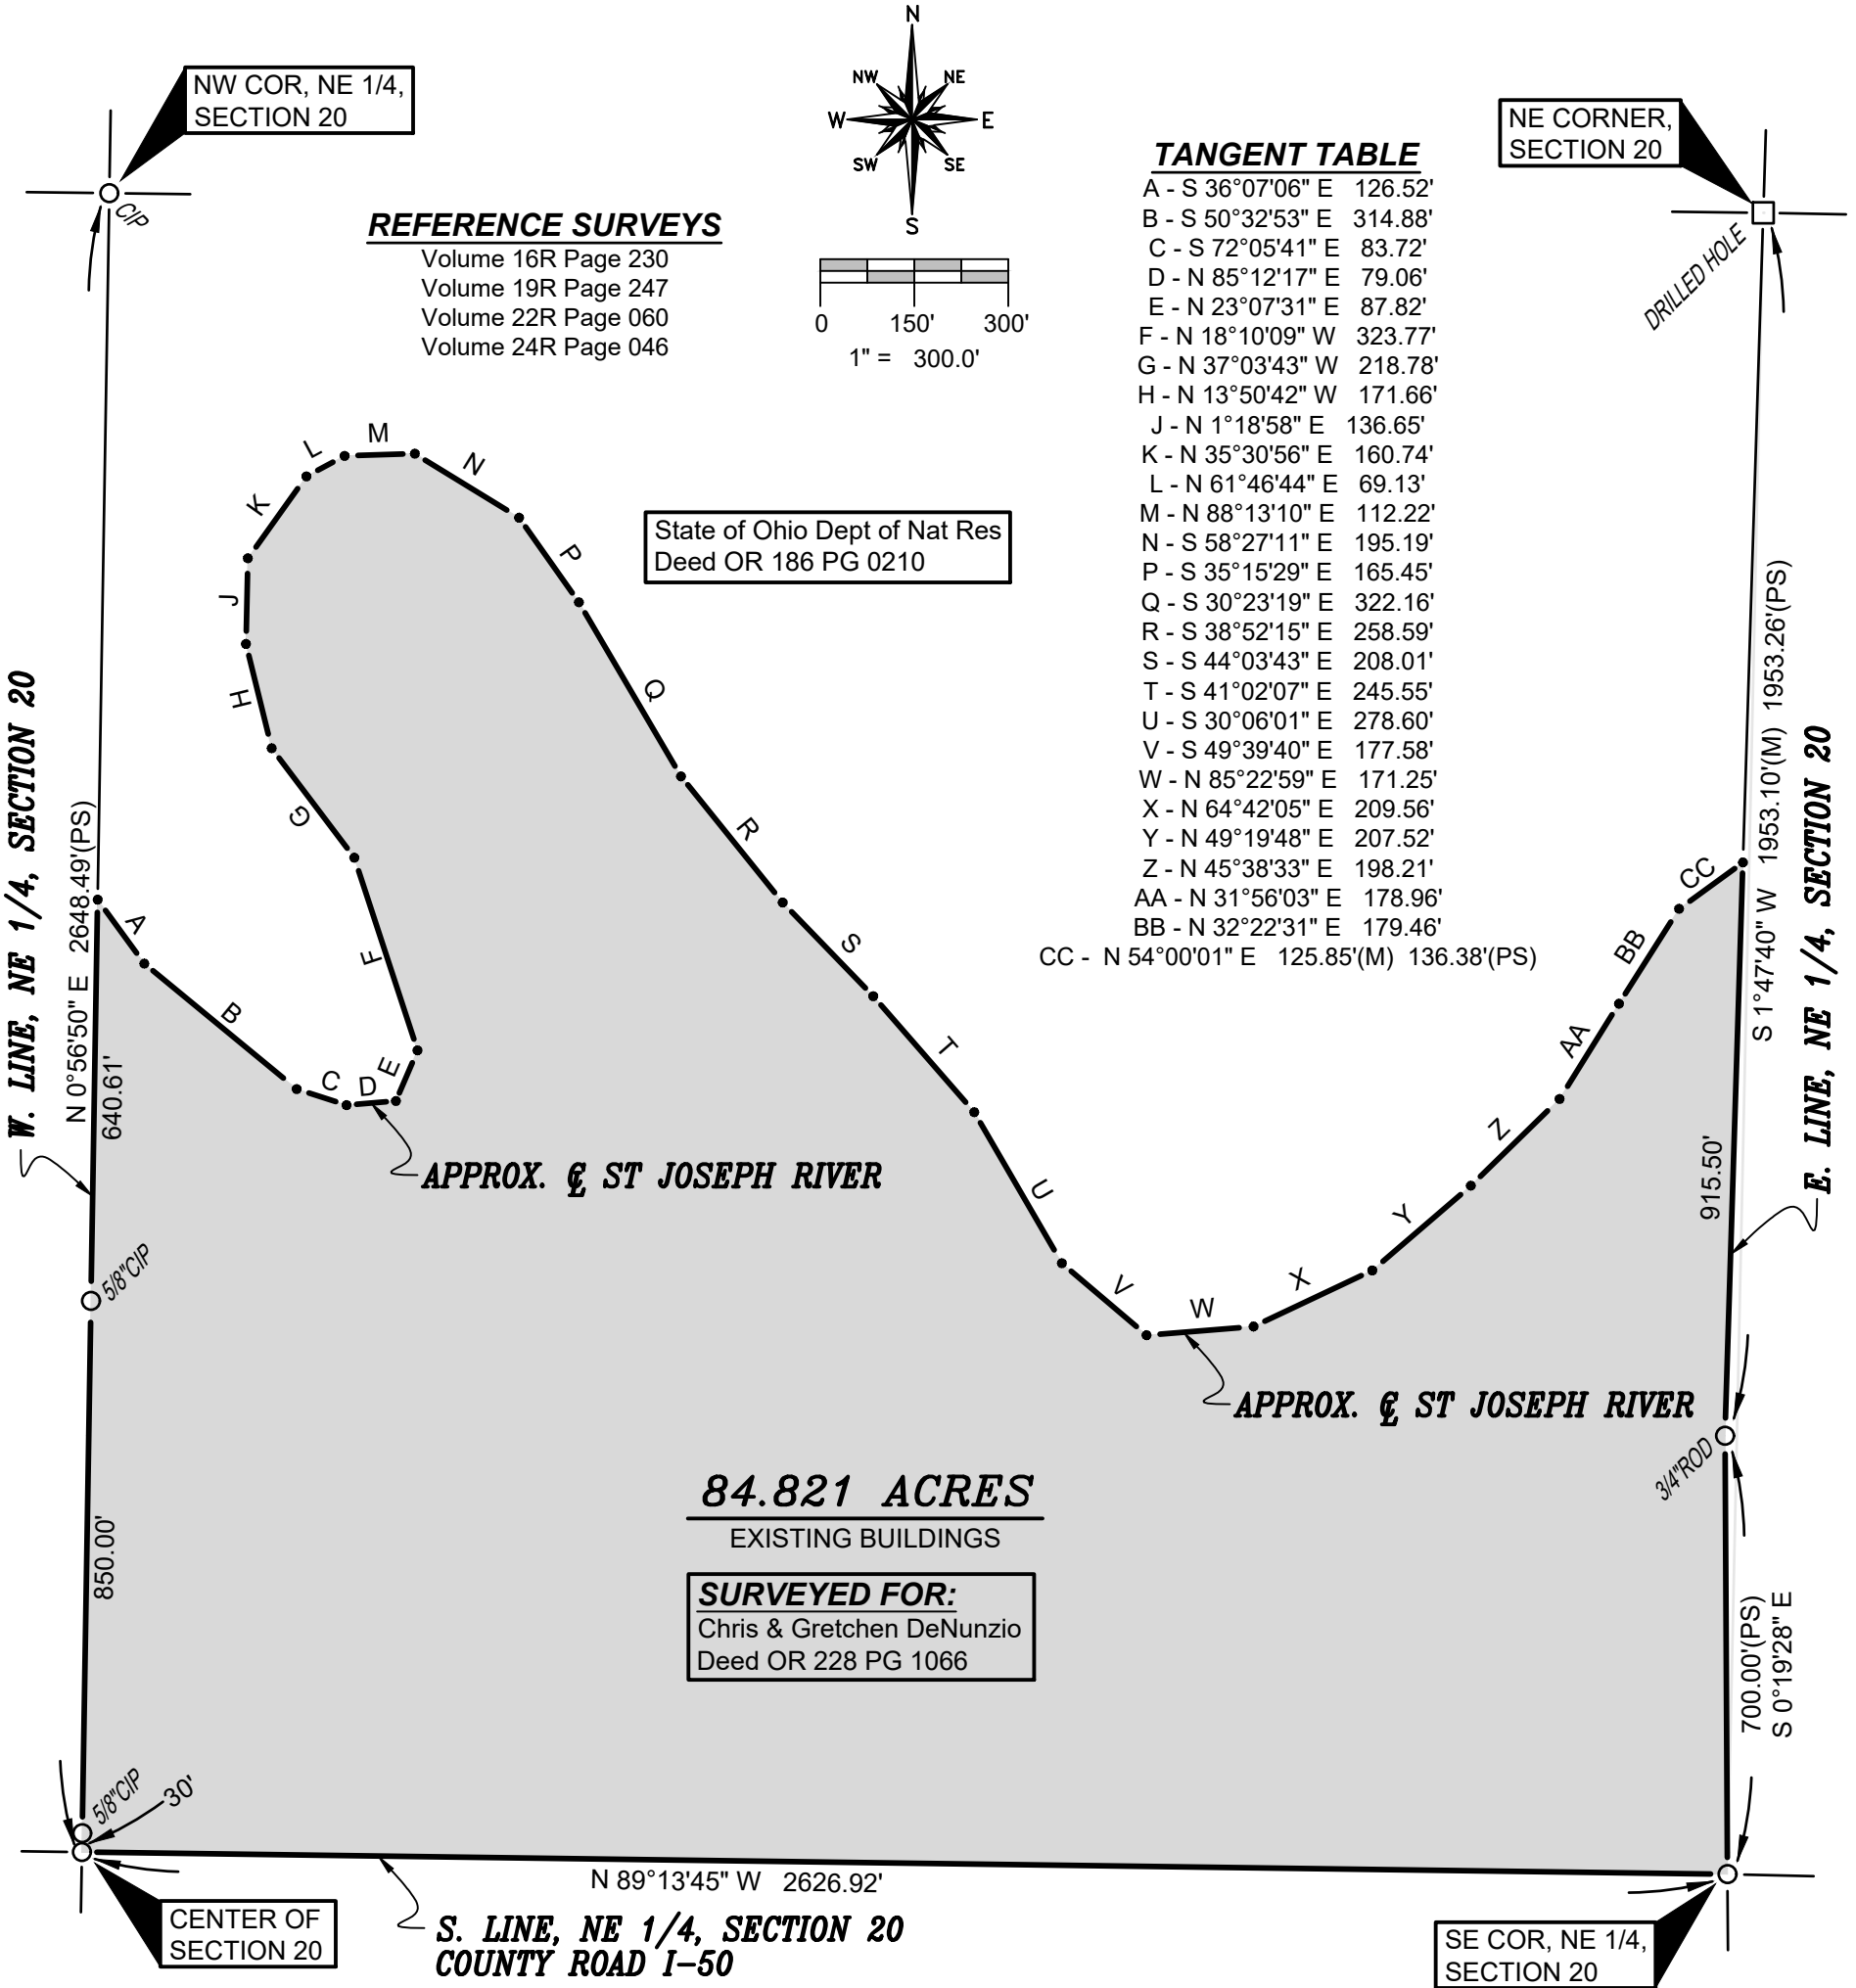 N
NW
NE
W
E
SW
SE
S
NW COR, NE 1/4,
SECTION 20
CIP
NE CORNER,
SECTION 20
DRILLED HOLE
REFERENCE SURVEYS
Volume 16R Page 230
Volume 19R Page 247
Volume 22R Page 060
Volume 24R Page 046
0 150' 300'
1" = 300.0'
TANGENT TABLE
A - S 36°07'06" E 126.52'
B - S 50°32'53" E 314.88'
C - S 72°05'41" E 83.72'
D - N 85°12'17" E 79.06'
E - N 23°07'31" E 87.82'
F - N 18°10'09" W 323.77'
G - N 37°03'43" W 218.78'
H - N 13°50'42" W 171.66'
J - N 1°18'58" E 136.65'
K - N 35°30'56" E 160.74'
L - N 61°46'44" E 69.13'
M - N 88°13'10" E 112.22'
N - S 58°27'11" E 195.19'
P - S 35°15'29" E 165.45'
Q - S 30°23'19" E 322.16'
R - S 38°52'15" E 258.59'
S - S 44°03'43" E 208.01'
T - S 41°02'07" E 245.55'
U - S 30°06'01" E 278.60'
V - S 49°39'40" E 177.58'
W - N 85°22'59" E 171.25'
X - N 64°42'05" E 209.56'
Y - N 49°19'48" E 207.52'
Z - N 45°38'33" E 198.21'
AA - N 31°56'03" E 178.96'
BB - N 32°22'31" E 179.46'
CC - N 54°00'01" E 125.85'(M) 136.38'(PS)
State of Ohio Dept of Nat Res
Deed OR 186 PG 0210
A
B
C
D
E
F
G
H
J
K
L
M
N
P
Q
R
S
T
U
V
W
X
Y
Z
AA
BB
CC
W. LINE, NE 1/4, SECTION 20
N 0°56'50" E 2648.49'(PS)
640.61'
5/8"CIP
850.00'
5/8"CIP
30'
APPROX. ℄ ST JOSEPH RIVER
APPROX. ℄ ST JOSEPH RIVER
S 1°47'40" W 1953.10'(M) 1953.26'(PS)
E. LINE, NE 1/4, SECTION 20
915.50'
3/4"ROD
700.00'(PS)
S 0°19'28" E
84.821 ACRES
EXISTING BUILDINGS
SURVEYED FOR:
Chris & Gretchen DeNunzio
Deed OR 228 PG 1066
N 89°13'45" W 2626.92'
S. LINE, NE 1/4, SECTION 20
COUNTY ROAD I-50
CENTER OF
SECTION 20
SE COR, NE 1/4,
SECTION 20